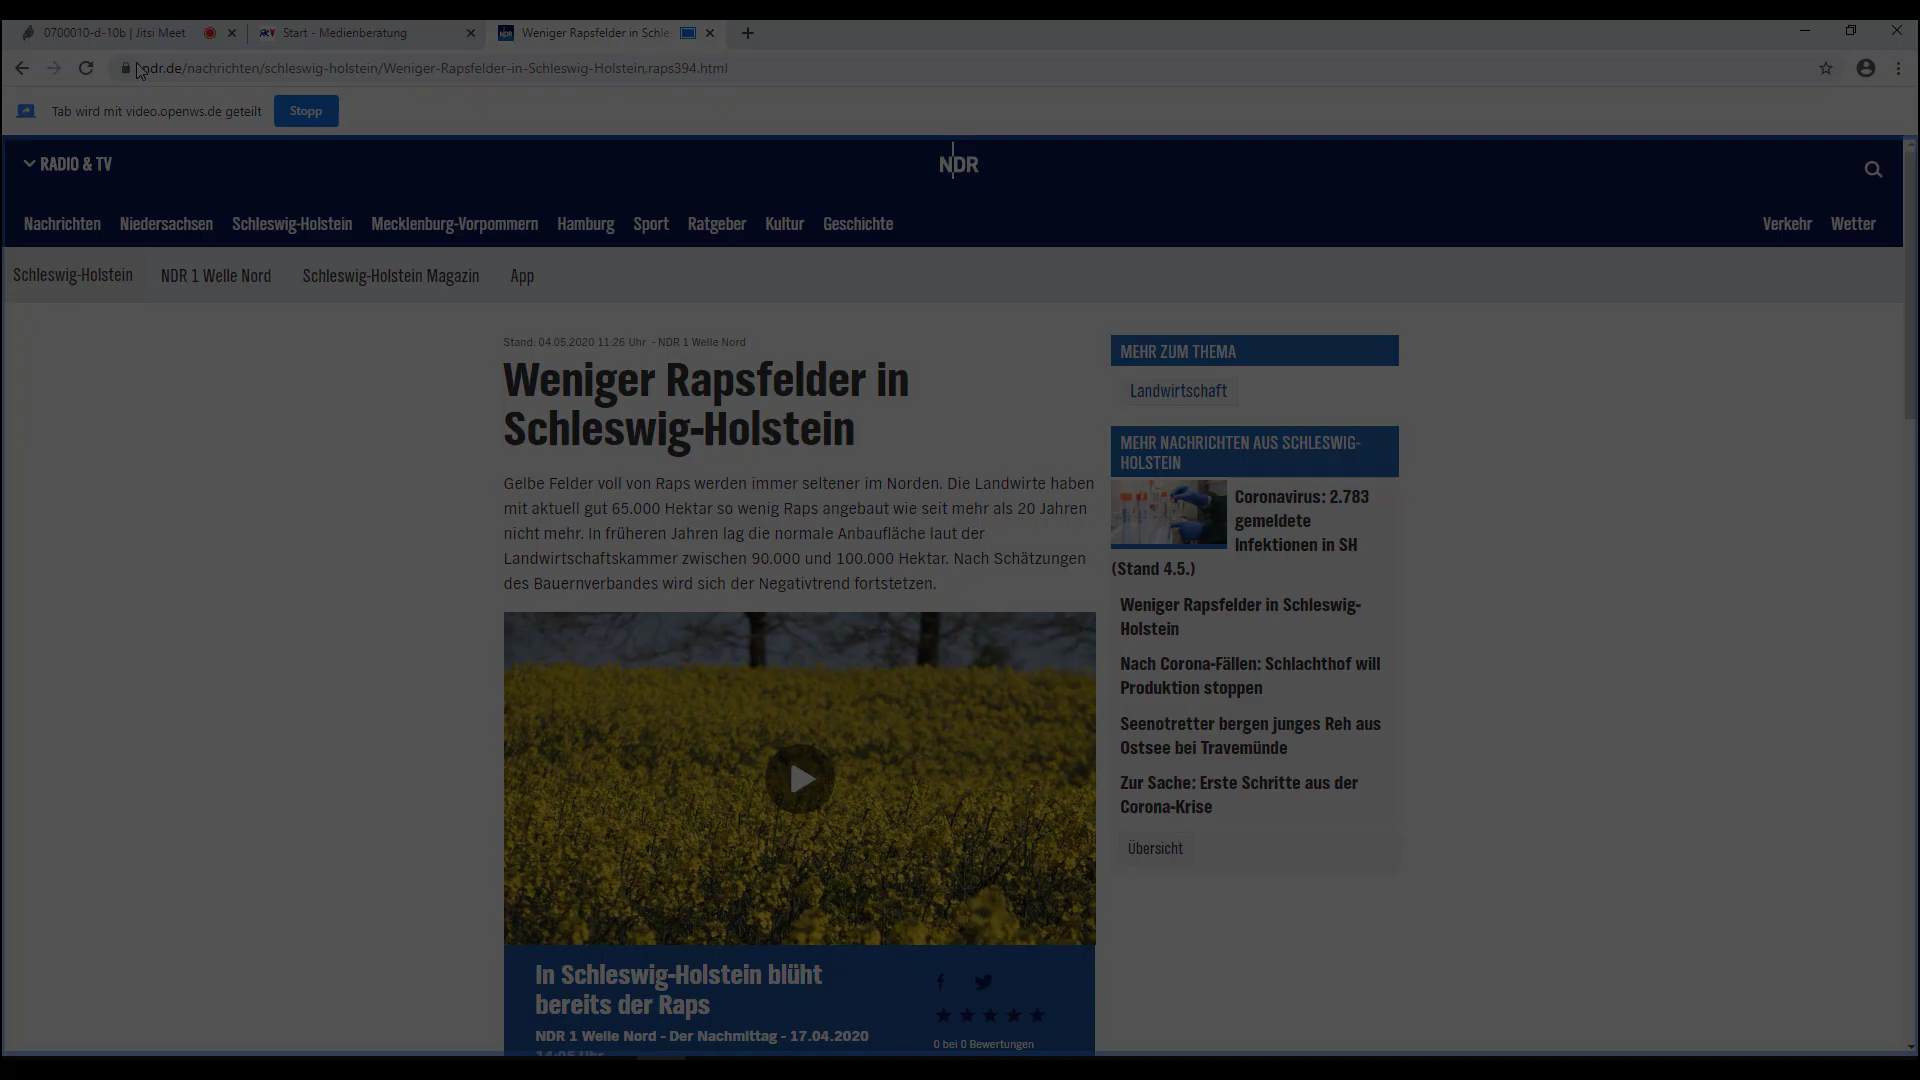 0700010-d-10b | Jitsi Meet
Start - Medienberatung
Weniger Rapsfelder in Schle
ndr.de/nachrichten/schleswig-holstein/Weniger-Rapsfelder-in-Schleswig-Holstein,raps394.html
Tab wird mit video.openws.de geteilt
Stopp
RADIO & TV
NDR
Nachrichten Niedersachsen Schleswig-Holstein Mecklenburg-Vorpommern Hamburg Sport Ratgeber Kultur Geschichte Verkehr Wetter
Schleswig-Holstein NDR 1 Welle Nord Schleswig-Holstein Magazin App
Stand: 04.05.2020 11:26 Uhr - NDR 1 Welle Nord
Weniger Rapsfelder in
Schleswig-Holstein
Gelbe Felder voll von Raps werden immer seltener im Norden. Die Landwirte haben
mit aktuell gut 65.000 Hektar so wenig Raps angebaut wie seit mehr als 20 Jahren
nicht mehr. In früheren Jahren lag die normale Anbaufläche laut der
Landwirtschaftskammer zwischen 90.000 und 100.000 Hektar. Nach Schätzungen
des Bauernverbandes wird sich der Negativtrend fortstetzen.
In Schleswig-Holstein blüht
bereits der Raps
NDR 1 Welle Nord - Der Nachmittag - 17.04.2020
0 bei 0 Bewertungen
MEHR ZUM THEMA
Landwirtschaft
MEHR NACHRICHTEN AUS SCHLESWIG-
HOLSTEIN
Coronavirus: 2.783
gemeldete
Infektionen in SH
(Stand 4.5.)
Weniger Rapsfelder in Schleswig-
Holstein
Nach Corona-Fällen: Schlachthof will
Produktion stoppen
Seenotretter bergen junges Reh aus
Ostsee bei Travemünde
Zur Sache: Erste Schritte aus der
Corona-Krise
Übersicht